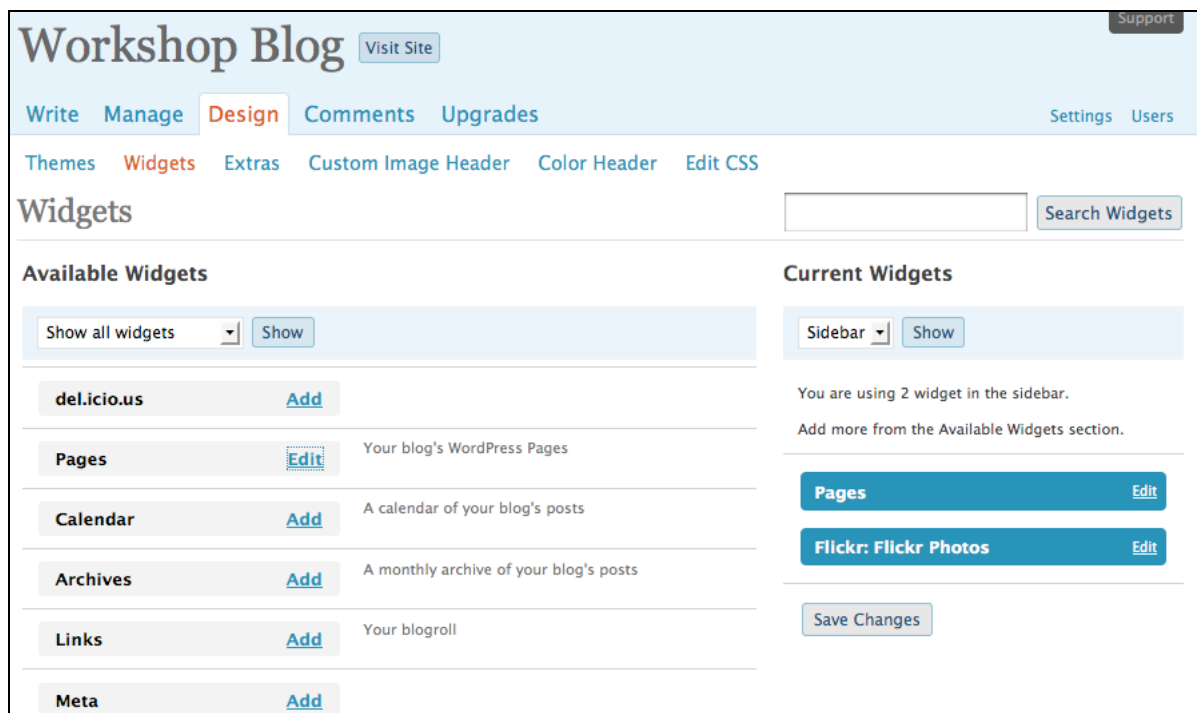 Support
Workshop Blog Visit Site
Write Manage Design Comments Upgrades Settings Users
Themes Widgets Extras Custom Image Header Color Header Edit CSS
Widgets Search Widgets
Available Widgets
Show all widgets Show
del.icio.us Add
Pages Edit Your blog's WordPress Pages
Calendar Add A calendar of your blog's posts
Archives Add A monthly archive of your blog's posts
Links Add Your blogroll
Meta Add
Current Widgets
Sidebar Show
You are using 2 widget in the sidebar.
Add more from the Available Widgets section.
Pages Edit
Flickr: Flickr Photos Edit
Save Changes